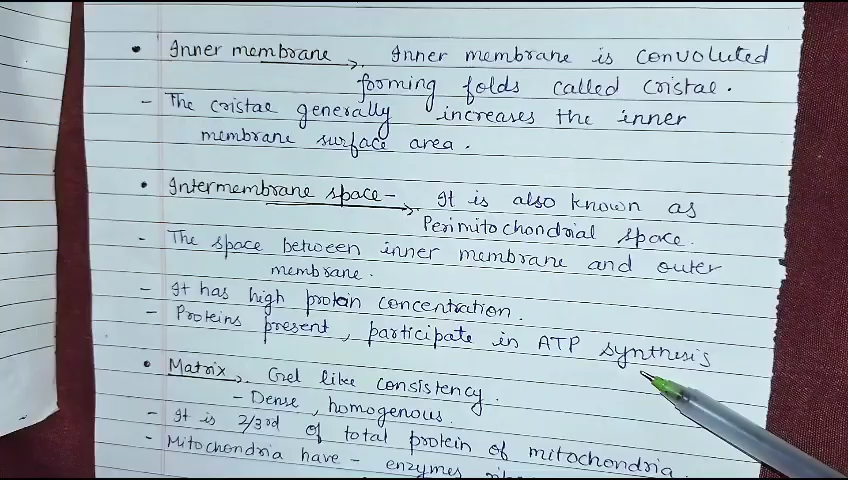 • Inner membrane → Inner membrane is convoluted
forming folds called cristae.
- The cristae generally increases the inner
membrane surface area.
• Intermembrane space - → It is also known as
Perimitochondrial space.
- The space between inner membrane and outer
membrane.
- It has high protein concentration.
- Proteins present, participate in ATP synthesis
• Matrix → Gel like consistency.
- Dense, homogenous.
- It is 2/3rd of total protein of mitochondria.
- Mitochondria have - enzymes